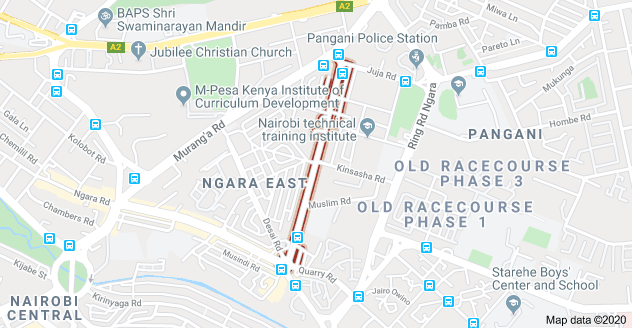 BAPS Shri
Swaminarayan Mandir
A2
A2
Miwa Ln
Pemba Rd
Jubilee Christian Church
Pangani Police Station
Pareto Ln
Juja Rd
Mukunga
M-Pesa Kenya Institute of
Curriculum Development
Ring Rd Ngara
Hombe Rd
Gala Ln
Murang'a Rd
Nairobi technical
training institute
PANGANI
Kolobot Rd
Chemilil Rd
Kinsasha Rd
OLD RACECOURSE
PHASE 3
NGARA EAST
Ngara Rd
Muslim Rd
OLD RACECOURSE
PHASE 1
Chambers Rd
Desai Rd
Musindi Rd
Quarry Rd
Kijabe St
Starehe Boys'
Center and School
Jairo Owino
NAIROBI
CENTRAL
Kirinyaga Rd
Map data ©2020